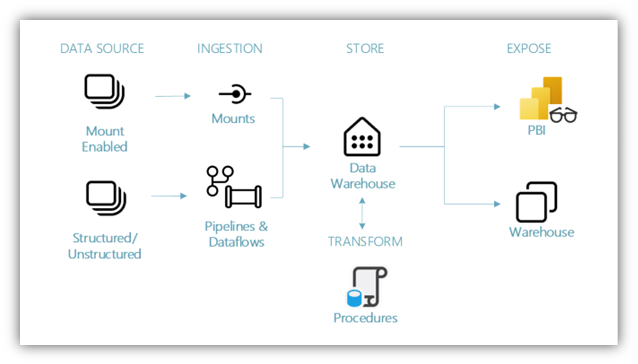 DATA SOURCE
INGESTION
STORE
EXPOSE
Mount
Enabled
Mounts
PBI
Data
Warehouse
Structured/
Unstructured
Pipelines &
Dataflows
Warehouse
TRANSFORM
Procedures